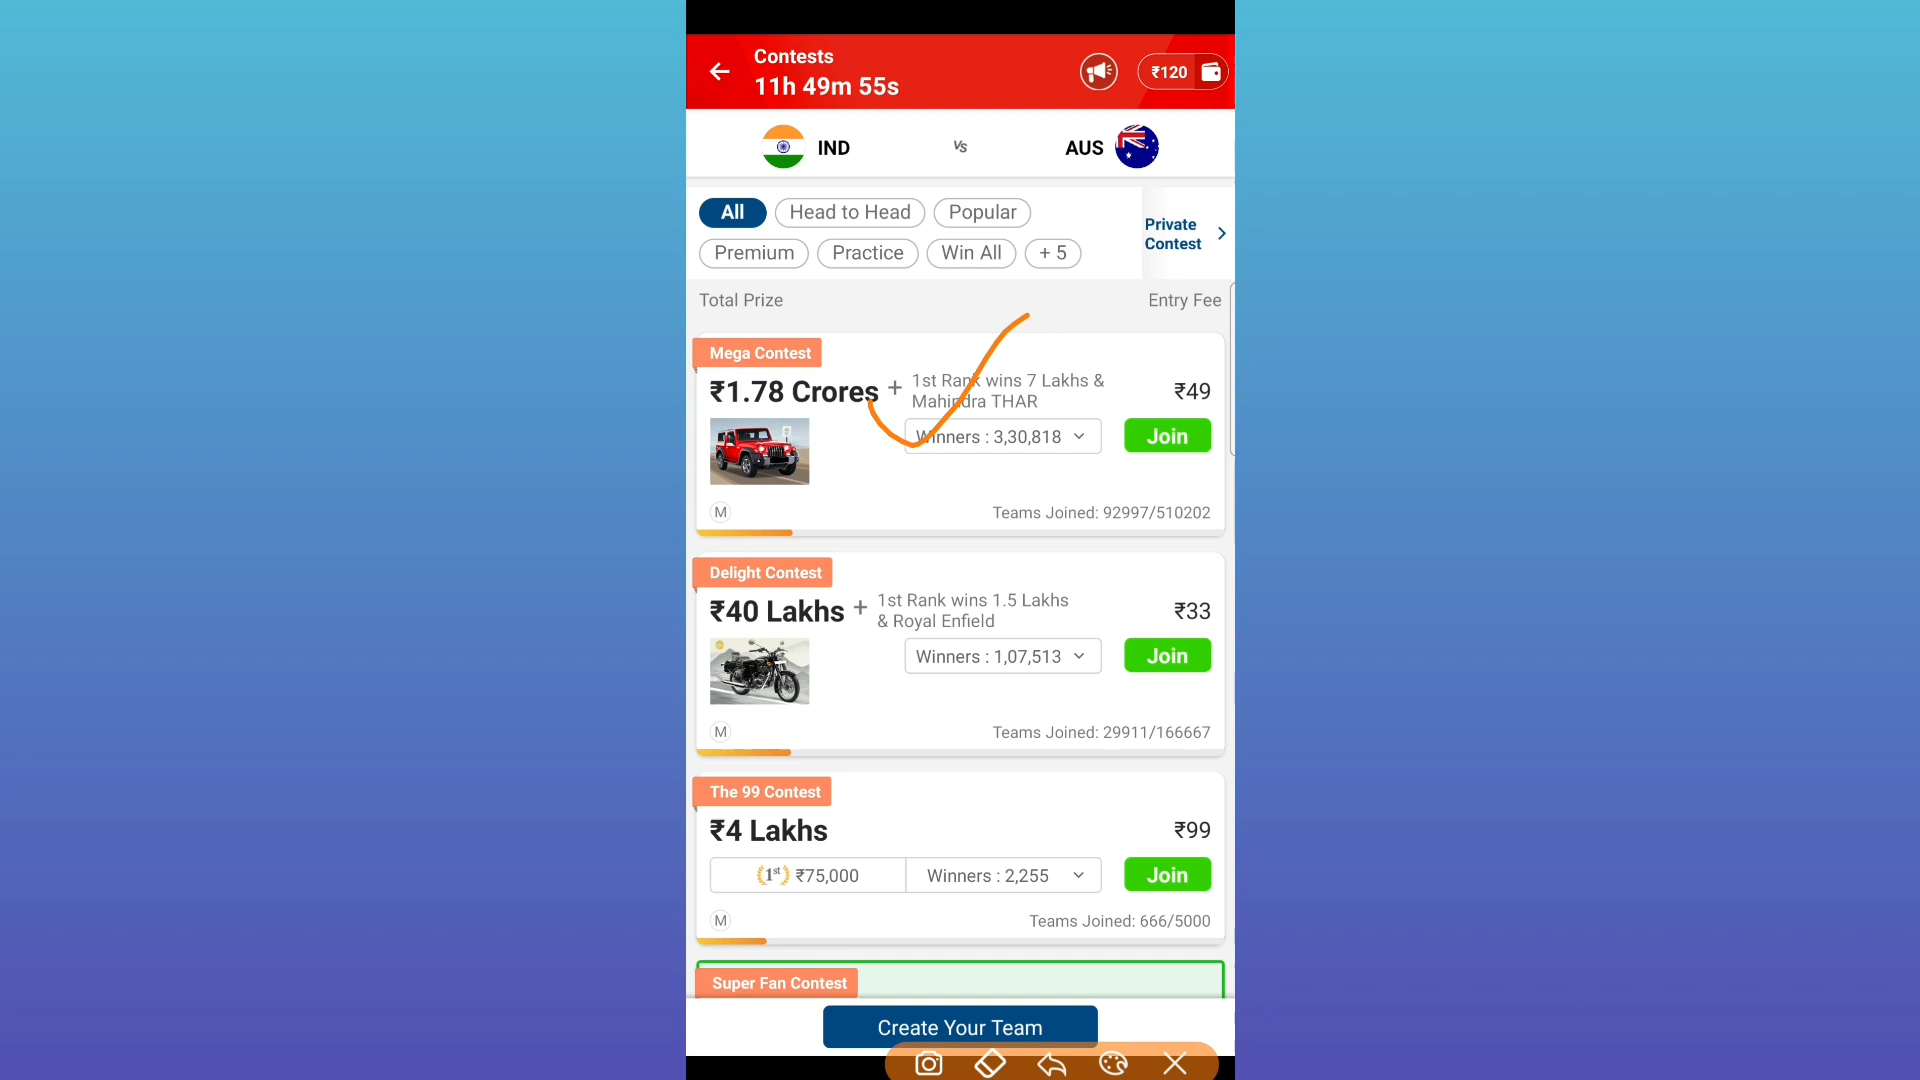 Contests
11h 49m 55s
₹120
IND
VS
AUS
All
Head to Head
Popular
Private
Contest
Premium
Practice
Win All
+ 5
Total Prize
Entry Fee
Mega Contest
₹1.78 Crores + 1st Rank wins 7 Lakhs &
Mahindra THAR
₹49
Winners : 3,30,818
Join
M
Teams Joined: 92997/510202
Delight Contest
₹40 Lakhs + 1st Rank wins 1.5 Lakhs
& Royal Enfield
₹33
Winners : 1,07,513
Join
M
Teams Joined: 29911/166667
The 99 Contest
₹4 Lakhs
₹99
1st ₹75,000
Winners : 2,255
Join
M
Teams Joined: 666/5000
Super Fan Contest
Create Your Team